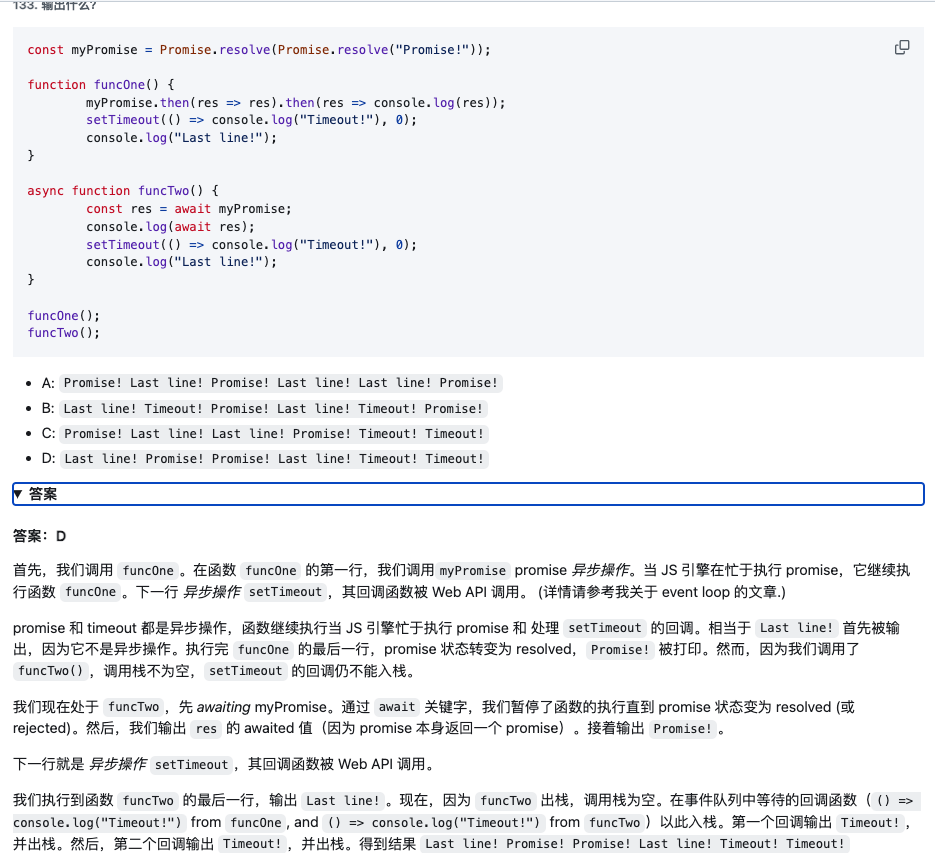 133. 输出什么？
const myPromise = Promise.resolve(Promise.resolve("Promise!"));
function funcOne() {
        myPromise.then(res => res).then(res => console.log(res));
        setTimeout(() => console.log("Timeout!"), 0);
        console.log("Last line!");
}
async function funcTwo() {
        const res = await myPromise;
        console.log(await res);
        setTimeout(() => console.log("Timeout!"), 0);
        console.log("Last line!");
}
funcOne();
funcTwo();
• A: Promise! Last line! Promise! Last line! Last line! Promise!
• B: Last line! Timeout! Promise! Last line! Timeout! Promise!
• C: Promise! Last line! Last line! Promise! Timeout! Timeout!
• D: Last line! Promise! Promise! Last line! Timeout! Timeout!
▼ 答案
答案：D
首先，我们调用 funcOne 。在函数 funcOne 的第一行，我们调用 myPromise promise 异步操作。当 JS 引擎在忙于执行 promise，它继续执
行函数 funcOne 。下一行 异步操作 setTimeout ，其回调函数被 Web API 调用。 (详情请参考我关于 event loop 的文章.)
promise 和 timeout 都是异步操作，函数继续执行当 JS 引擎忙于执行 promise 和 处理 setTimeout 的回调。相当于 Last line! 首先被输
出，因为它不是异步操作。执行完 funcOne 的最后一行，promise 状态转变为 resolved， Promise! 被打印。然而，因为我们调用了
funcTwo() ，调用栈不为空， setTimeout 的回调仍不能入栈。
我们现在处于 funcTwo ，先 awaiting myPromise。通过 await 关键字，我们暂停了函数的执行直到 promise 状态变为 resolved (或
rejected)。然后，我们输出 res 的 awaited 值（因为 promise 本身返回一个 promise）。接着输出 Promise! 。
下一行就是 异步操作 setTimeout ，其回调函数被 Web API 调用。
我们执行到函数 funcTwo 的最后一行，输出 Last line! 。现在，因为 funcTwo 出栈，调用栈为空。在事件队列中等待的回调函数（ () =>
console.log("Timeout!") from funcOne , and () => console.log("Timeout!") from funcTwo ）以此入栈。第一个回调输出 Timeout! ，
并出栈。然后，第二个回调输出 Timeout! ，并出栈。得到结果 Last line! Promise! Promise! Last line! Timeout! Timeout!